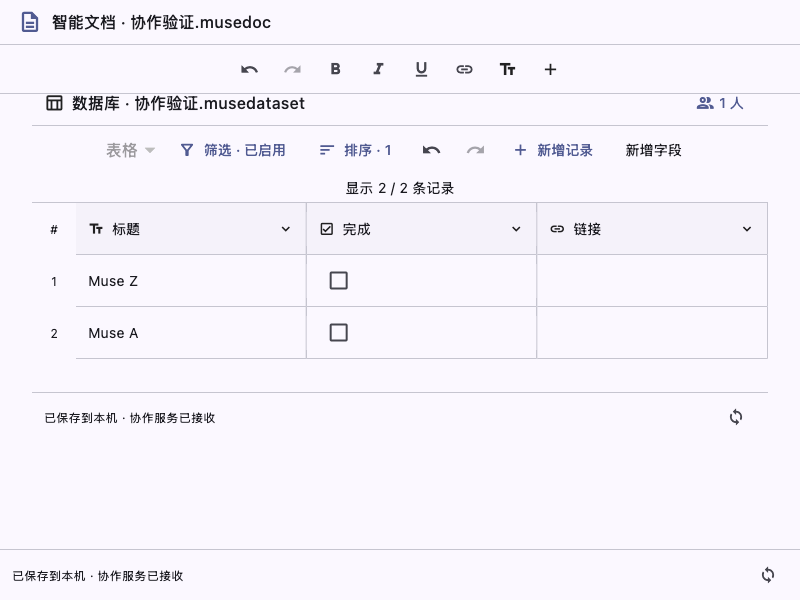 智能文档 · 协作验证.musedoc
B I U Tt +
数据库 · 协作验证.musedataset 1 人
表格 筛选 · 已启用 排序 · 1 新增记录 新增字段
显示 2 / 2 条记录
# Tt 标题 完成 链接
1 Muse Z
2 Muse A
已保存到本机 · 协作服务已接收
已保存到本机 · 协作服务已接收